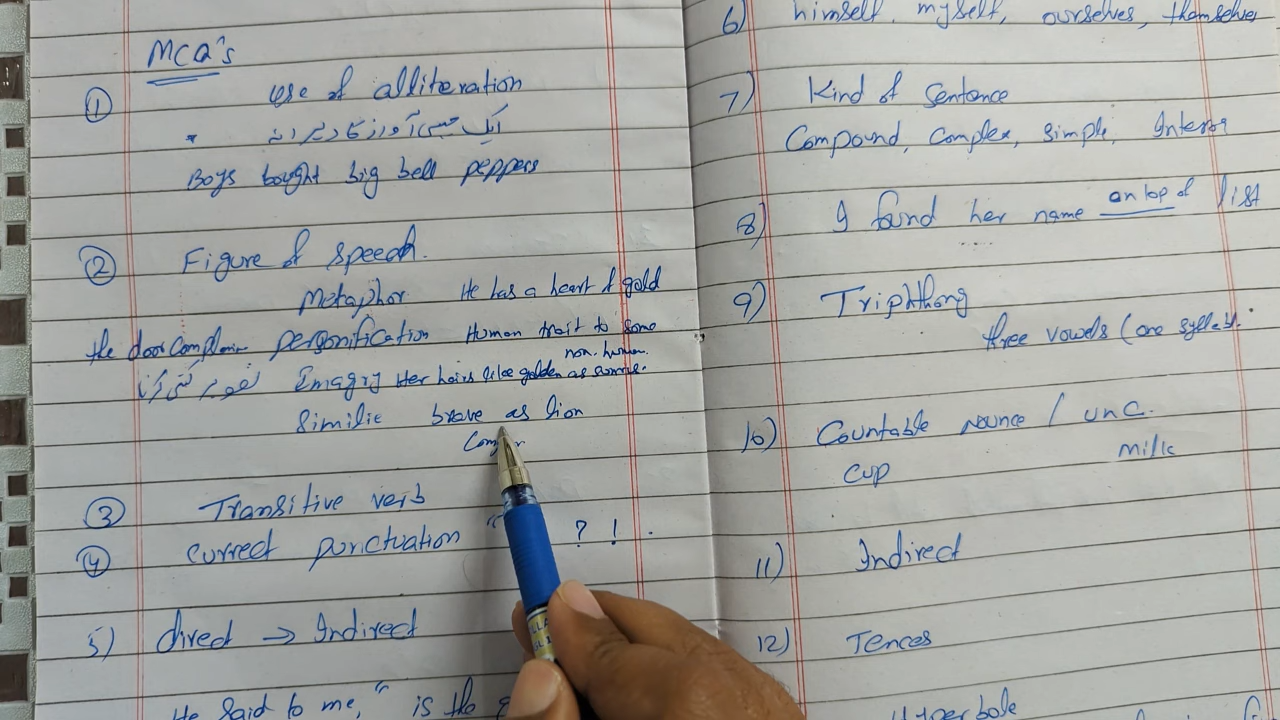 MCQ's
① Use of alliteration
* ایک جیسی آواز کا دہرانا
Boys bought big bell peppers
② Figure of speech.
Metaphor He has a heart of gold
the door complain personification Human trait to some
non-human.
Imagry Her hairs like golden as
Similie brave as lion
③ Transitive verb
④ Currect punctuation " ? ! .
5) direct → Indirect
He said to me, " is the
6) himself, myself, ourselves, themselves
7) Kind of Sentance
Compound, Complex, simple, Interro
8) I found her name on top of list
9) Triphthong
three vowels (one syllab.
10) Countable nounce / unc.
cup milk
11) Indirect
12) Tences
Hyperbole